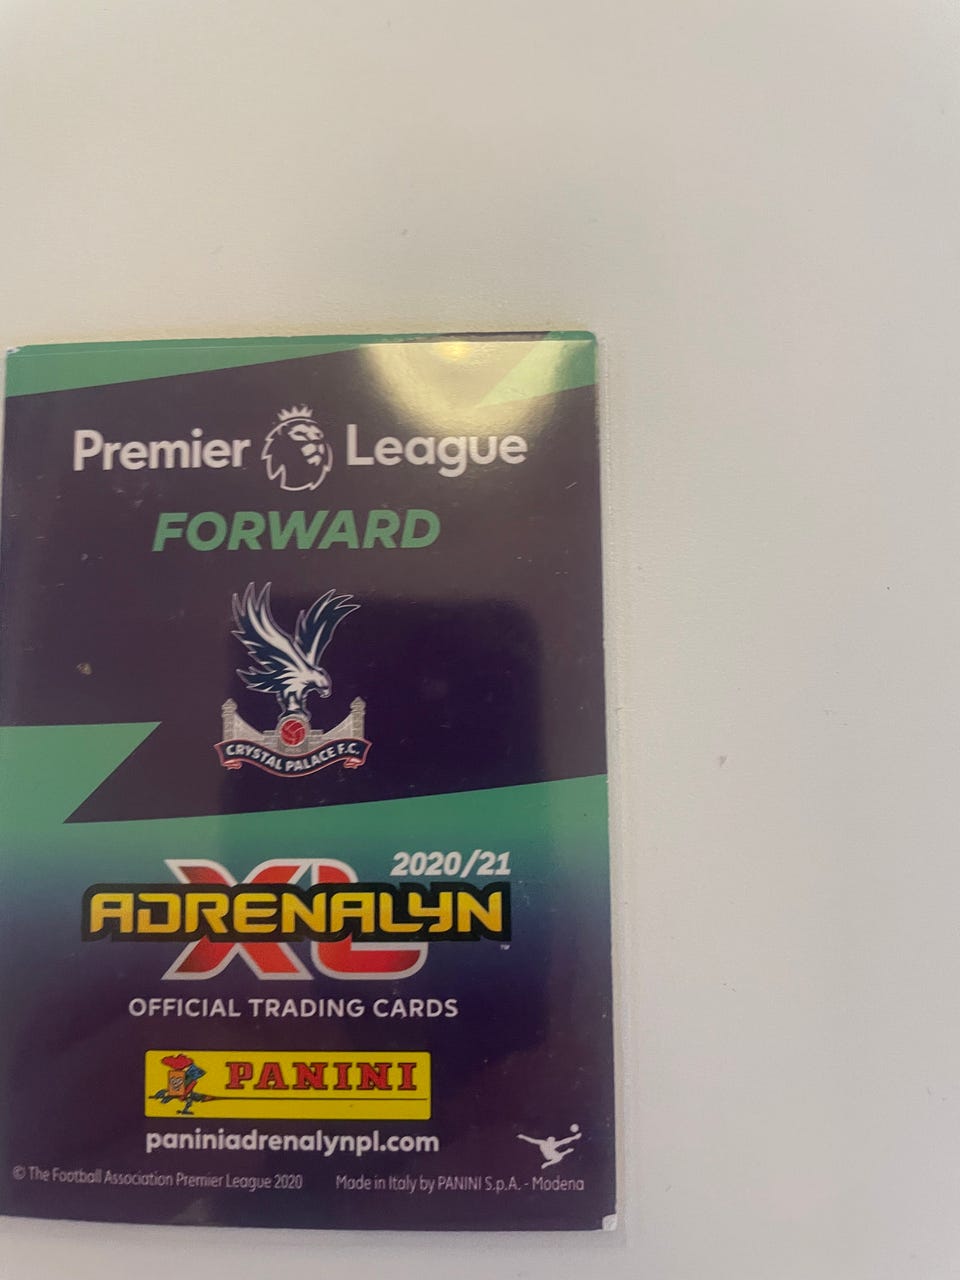 Premier League
FORWARD
CRYSTAL PALACE F.C.
2020/21
ADRENALYN XL™
OFFICIAL TRADING CARDS
PANINI
paniniadrenalynpl.com
© The Football Association Premier League 2020 Made in Italy by PANINI S.p.A. - Modena